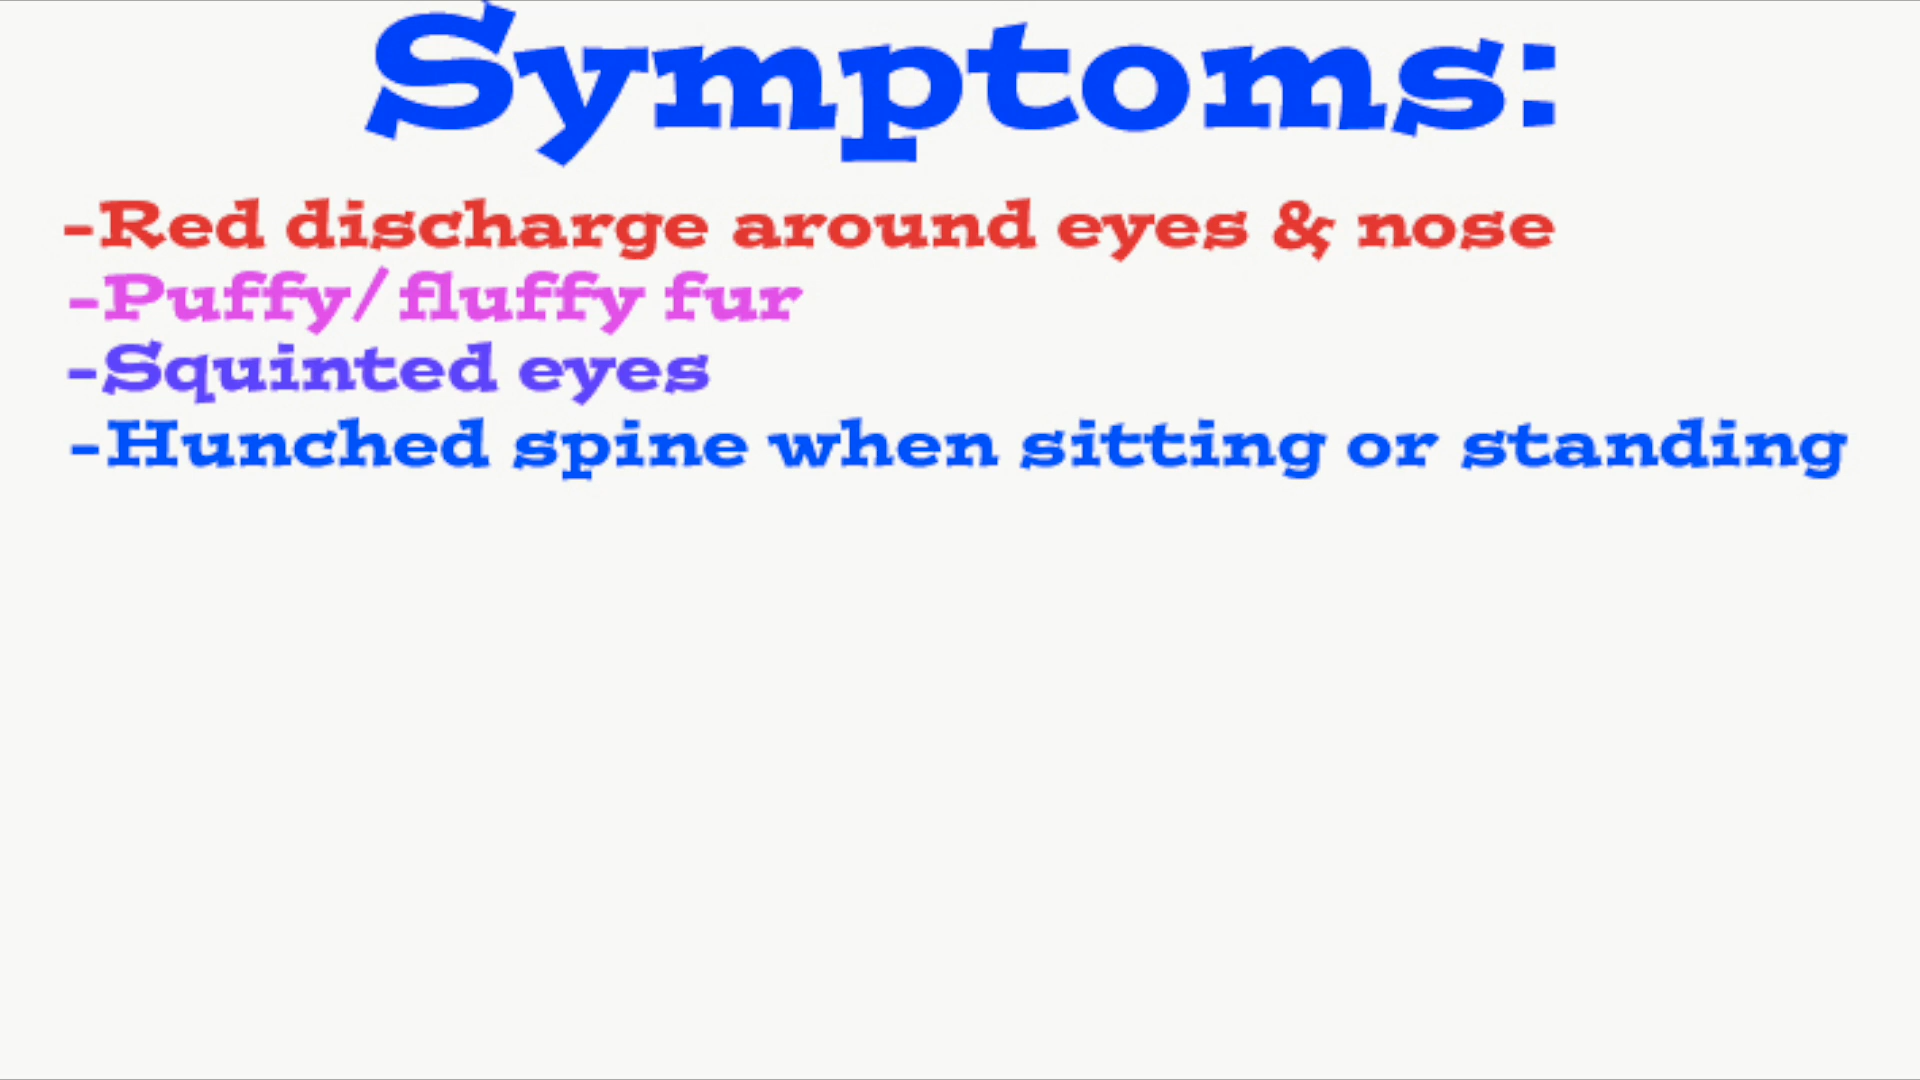 Symptoms:
-Red discharge around eyes & nose
-Puffy/fluffy fur
-Squinted eyes
-Hunched spine when sitting or standing